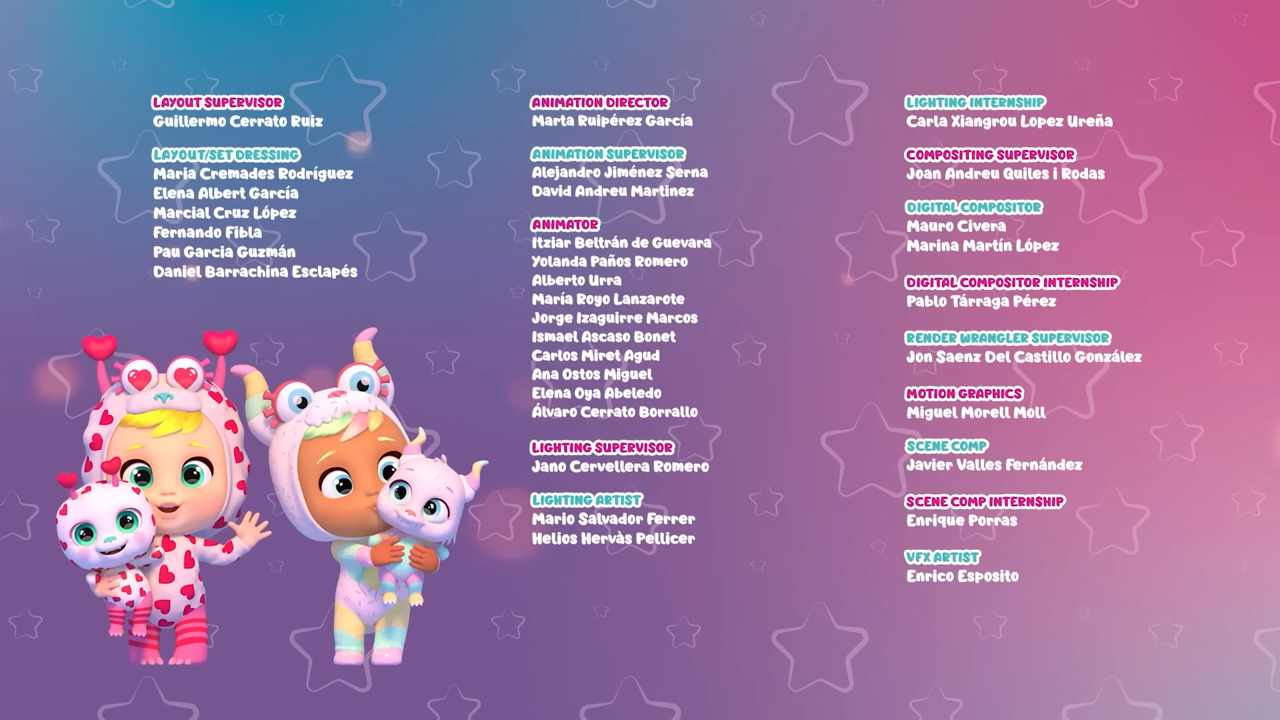 LAYOUT SUPERVISOR
Guillermo Cerrato Ruiz
LAYOUT/SET DRESSING
Maria Cremades Rodríguez
Elena Albert García
Marcial Cruz López
Fernando Fibla
Pau Garcia Guzmán
Daniel Barrachina Esclapés
ANIMATION DIRECTOR
Marta Ruipérez García
ANIMATION SUPERVISOR
Alejandro Jiménez Serna
David Andreu Martinez
ANIMATOR
Itziar Beltrán de Guevara
Yolanda Paños Romero
Alberto Urra
María Royo Lanzarote
Jorge Izaguirre Marcos
Ismael Ascaso Bonet
Carlos Miret Agud
Ana Ostos Miguel
Elena Oya Abeledo
Álvaro Cerrato Borrallo
LIGHTING SUPERVISOR
Jano Cervellera Romero
LIGHTING ARTIST
Mario Salvador Ferrer
Helios Hervàs Pellicer
LIGHTING INTERNSHIP
Carla Xiangrou Lopez Ureña
COMPOSITING SUPERVISOR
Joan Andreu Quiles i Rodas
DIGITAL COMPOSITOR
Mauro Civera
Marina Martín López
DIGITAL COMPOSITOR INTERNSHIP
Pablo Tárraga Pérez
RENDER WRANGLER SUPERVISOR
Jon Saenz Del Castillo González
MOTION GRAPHICS
Miguel Morell Moll
SCENE COMP
Javier Valles Fernández
SCENE COMP INTERNSHIP
Enrique Porras
VFX ARTIST
Enrico Esposito